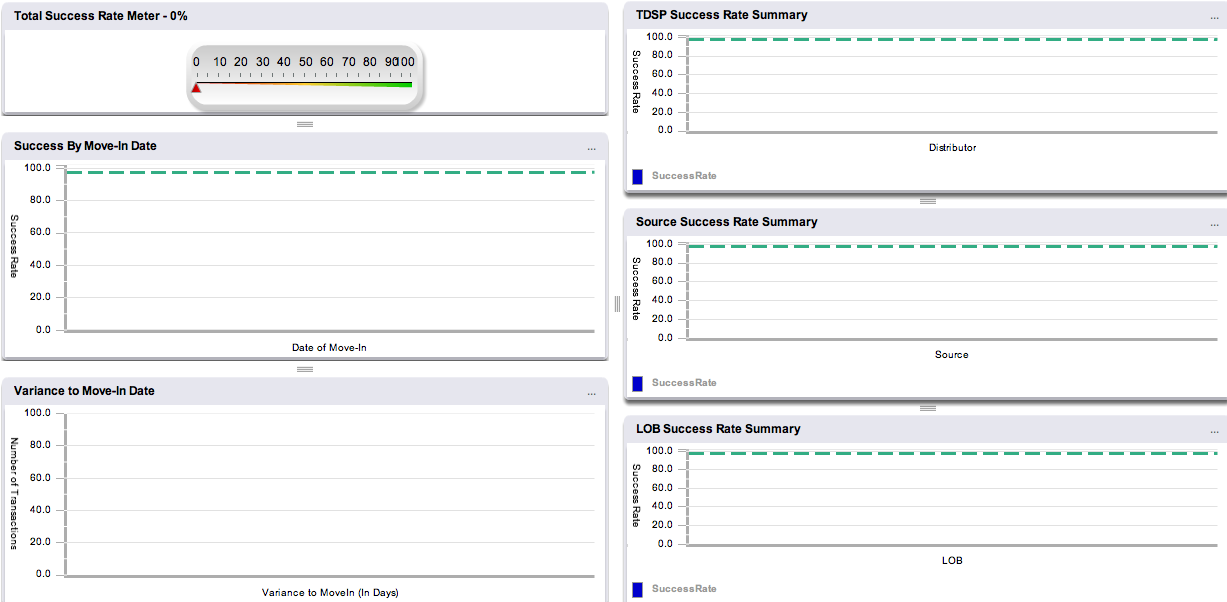 Total Success Rate Meter - 0%
0 10 20 30 40 50 60 70 80 90 100
Success By Move-In Date
...
100.0
80.0
60.0
40.0
20.0
0.0
Success Rate
Date of Move-In
Variance to Move-In Date
...
100.0
80.0
60.0
40.0
20.0
0.0
Number of Transactions
Variance to MoveIn (In Days)
TDSP Success Rate Summary
...
100.0
80.0
60.0
40.0
20.0
0.0
Success Rate
Distributor
SuccessRate
Source Success Rate Summary
...
100.0
80.0
60.0
40.0
20.0
0.0
Success Rate
Source
SuccessRate
LOB Success Rate Summary
...
100.0
80.0
60.0
40.0
20.0
0.0
Success Rate
LOB
SuccessRate